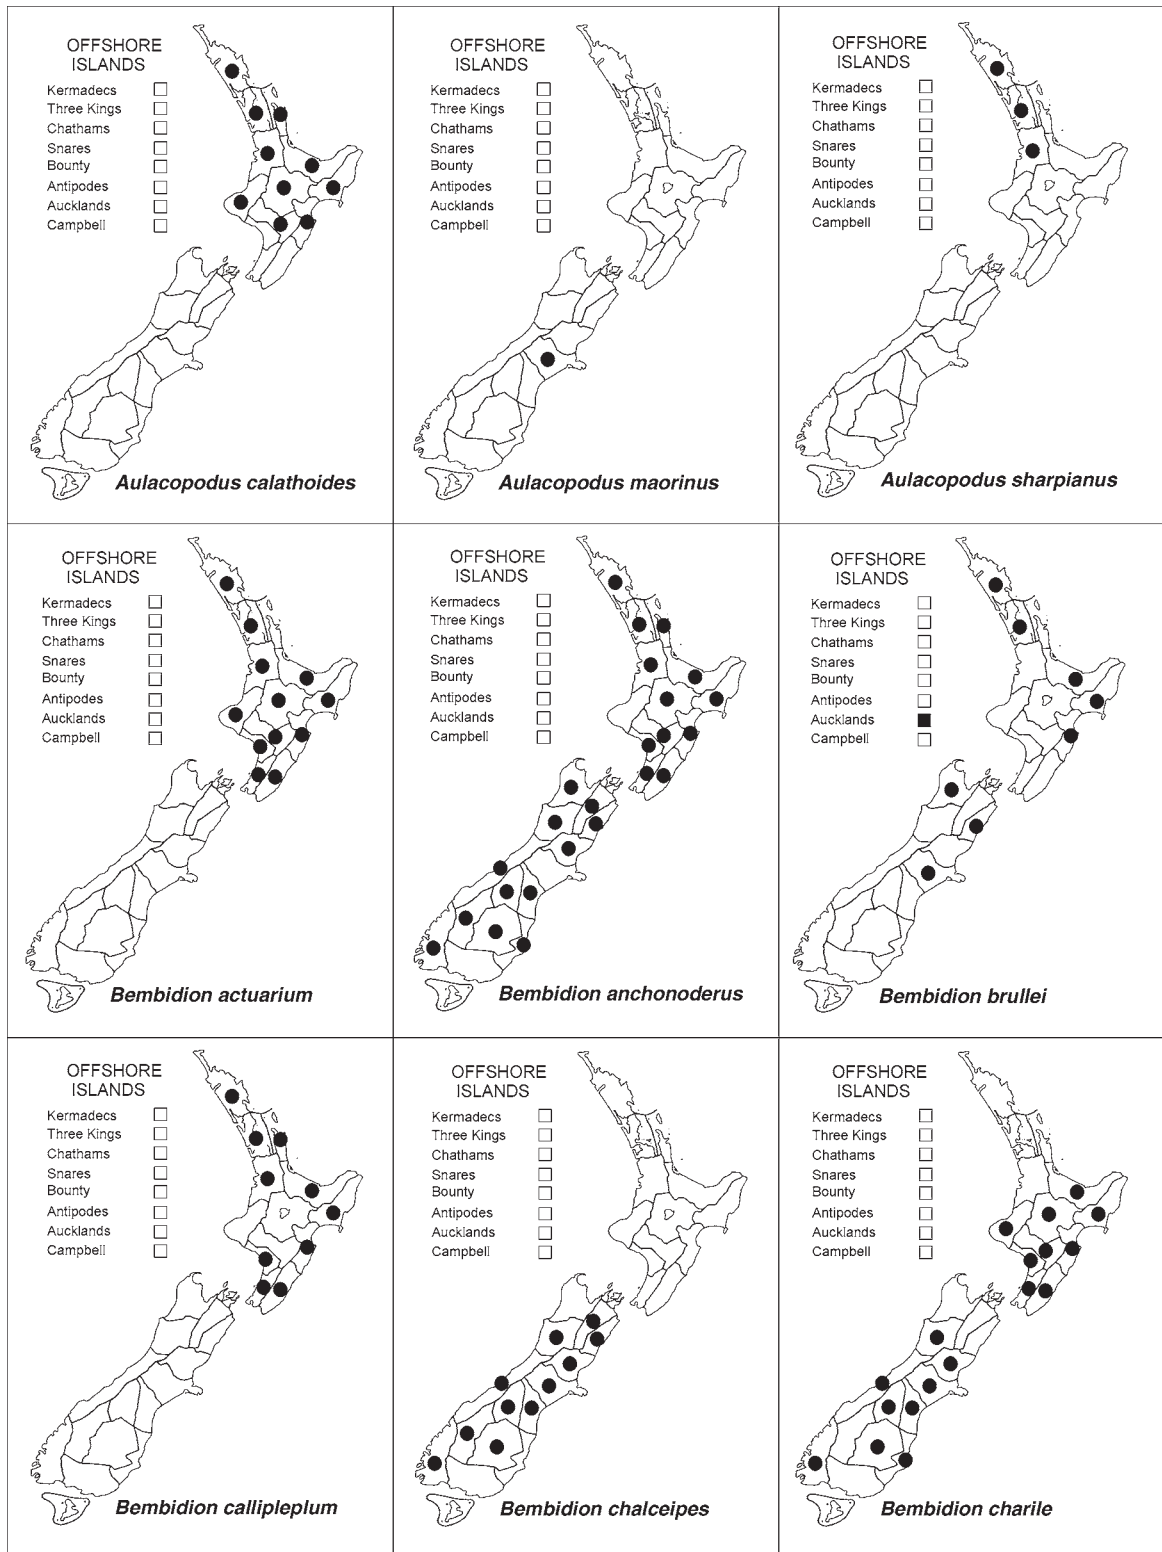 OFFSHORE
ISLANDS
Kermadecs
Three Kings
Chathams
Snares
Bounty
Antipodes
Aucklands
Campbell
Aulacopodus calathoides
OFFSHORE
ISLANDS
Kermadecs
Three Kings
Chathams
Snares
Bounty
Antipodes
Aucklands
Campbell
Aulacopodus maorinus
OFFSHORE
ISLANDS
Kermadecs
Three Kings
Chathams
Snares
Bounty
Antipodes
Aucklands
Campbell
Aulacopodus sharpianus
OFFSHORE
ISLANDS
Kermadecs
Three Kings
Chathams
Snares
Bounty
Antipodes
Aucklands
Campbell
Bembidion actuarium
OFFSHORE
ISLANDS
Kermadecs
Three Kings
Chathams
Snares
Bounty
Antipodes
Aucklands
Campbell
Bembidion anchonoderus
OFFSHORE
ISLANDS
Kermadecs
Three Kings
Chathams
Snares
Bounty
Antipodes
Aucklands
Campbell
Bembidion brullei
OFFSHORE
ISLANDS
Kermadecs
Three Kings
Chathams
Snares
Bounty
Antipodes
Aucklands
Campbell
Bembidion callipleplum
OFFSHORE
ISLANDS
Kermadecs
Three Kings
Chathams
Snares
Bounty
Antipodes
Aucklands
Campbell
Bembidion chalceipes
OFFSHORE
ISLANDS
Kermadecs
Three Kings
Chathams
Snares
Bounty
Antipodes
Aucklands
Campbell
Bembidion charile